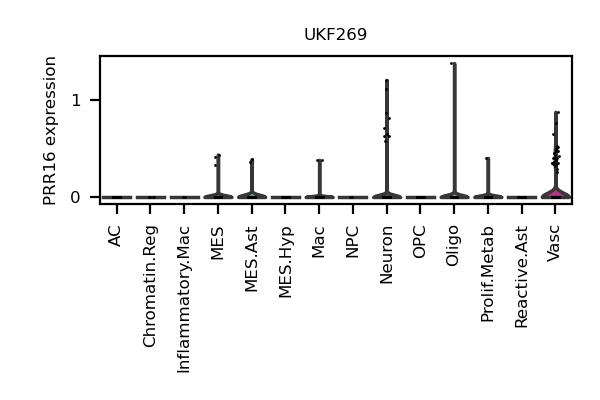 UKF269
PRR16 expression
1
0
AC
Chromatin.Reg
Inflammatory.Mac
MES
MES.Ast
MES.Hyp
Mac
NPC
Neuron
OPC
Oligo
Prolif.Metab
Reactive.Ast
Vasc